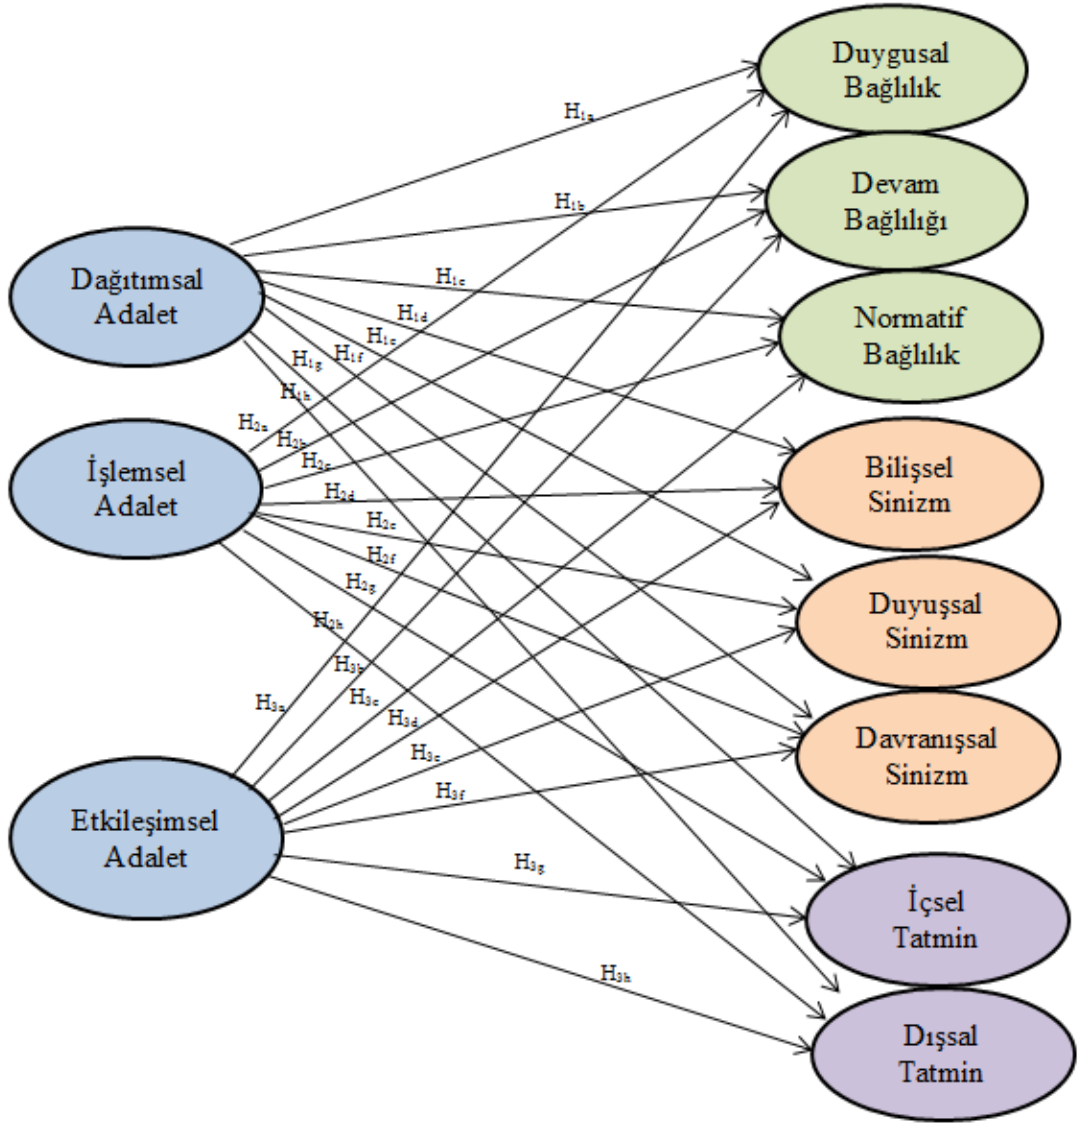 Duygusal
Bağlılık
H1a
Devam
Bağlılığı
H1b
Dağıtımsal
Adalet
H1c
Normatif
Bağlılık
H1d
H1e
H1f
H1g
H1h
H2a
H2b
H2c
İşlemsel
Adalet
H2d
Bilişsel
Sinizm
H2e
H2f
H2g
H2h
Duyuşsal
Sinizm
H3b
H3a
H3c
H3d
H3e
Davranışsal
Sinizm
H3f
Etkileşimsel
Adalet
H3g
İçsel
Tatmin
H3h
Dışsal
Tatmin